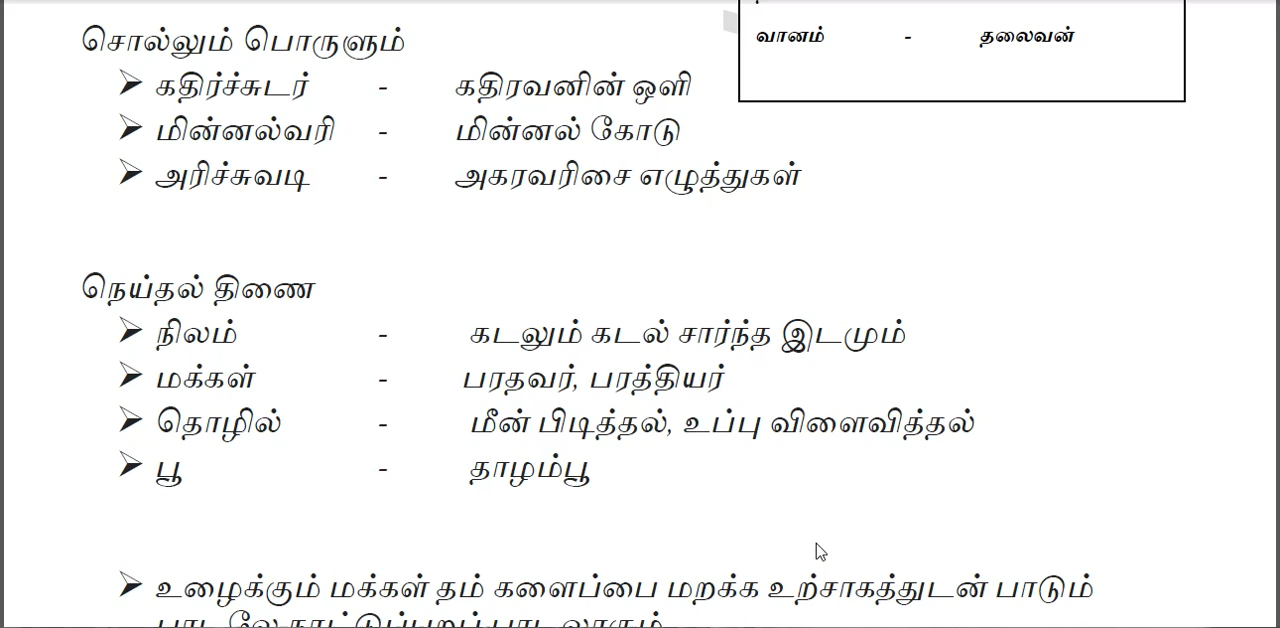 சொல்லும் பொருளும்
வானம் - தலைவன்
➢ கதிர்ச்சுடர் - கதிரவனின் ஒளி
➢ மின்னல்வரி - மின்னல் கோடு
➢ அரிச்சுவடி - அகரவரிசை எழுத்துகள்
நெய்தல் திணை
➢ நிலம் - கடலும் கடல் சார்ந்த இடமும்
➢ மக்கள் - பரதவர், பரத்தியர்
➢ தொழில் - மீன் பிடித்தல், உப்பு விளைவித்தல்
➢ பூ - தாழம்பூ
➢ உழைக்கும் மக்கள் தம் களைப்பை மறக்க உற்சாகத்துடன் பாடும்